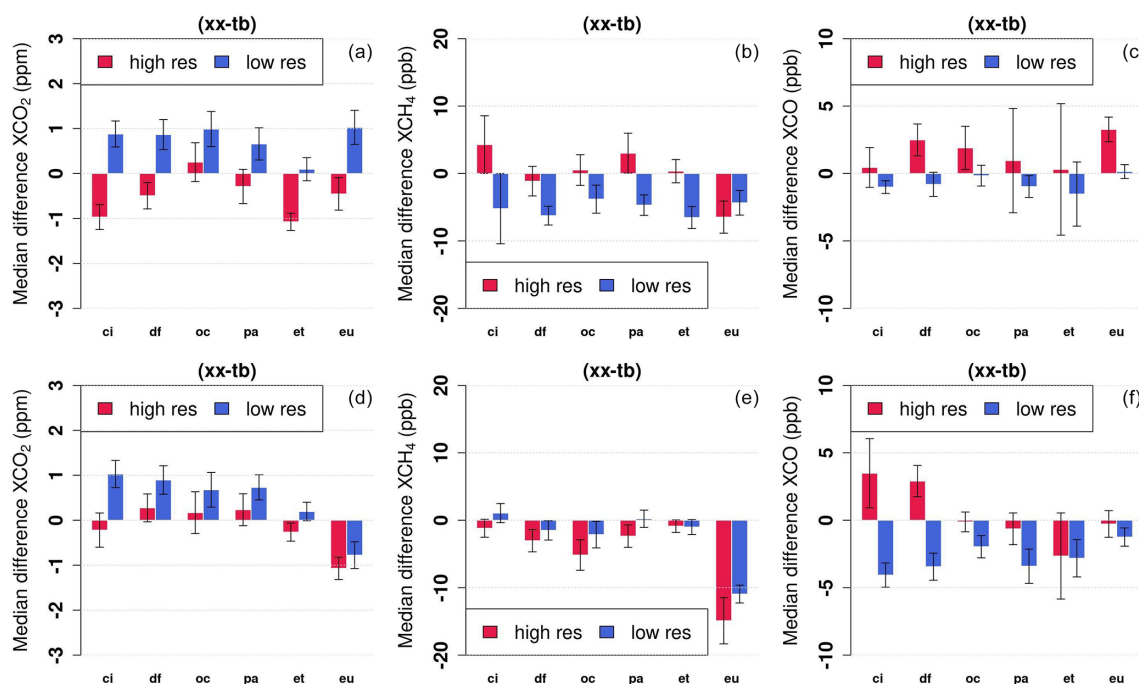 (xx-tb)
(a)
high res low res
Median difference XCO2 (ppm)
3
2
1
0
-1
-2
-3
ci df oc pa et eu
(xx-tb)
(b)
Median difference XCH4 (ppb)
20
10
0
-10
-20
high res low res
ci df oc pa et eu
(xx-tb)
(c)
high res low res
Median difference XCO (ppb)
10
5
0
-5
-10
ci df oc pa et eu
(xx-tb)
(d)
high res low res
Median difference XCO2 (ppm)
3
2
1
0
-1
-2
-3
ci df oc pa et eu
(xx-tb)
(e)
Median difference XCH4 (ppb)
20
10
0
-10
-20
high res low res
ci df oc pa et eu
(xx-tb)
(f)
high res low res
Median difference XCO (ppb)
10
5
0
-5
-10
ci df oc pa et eu